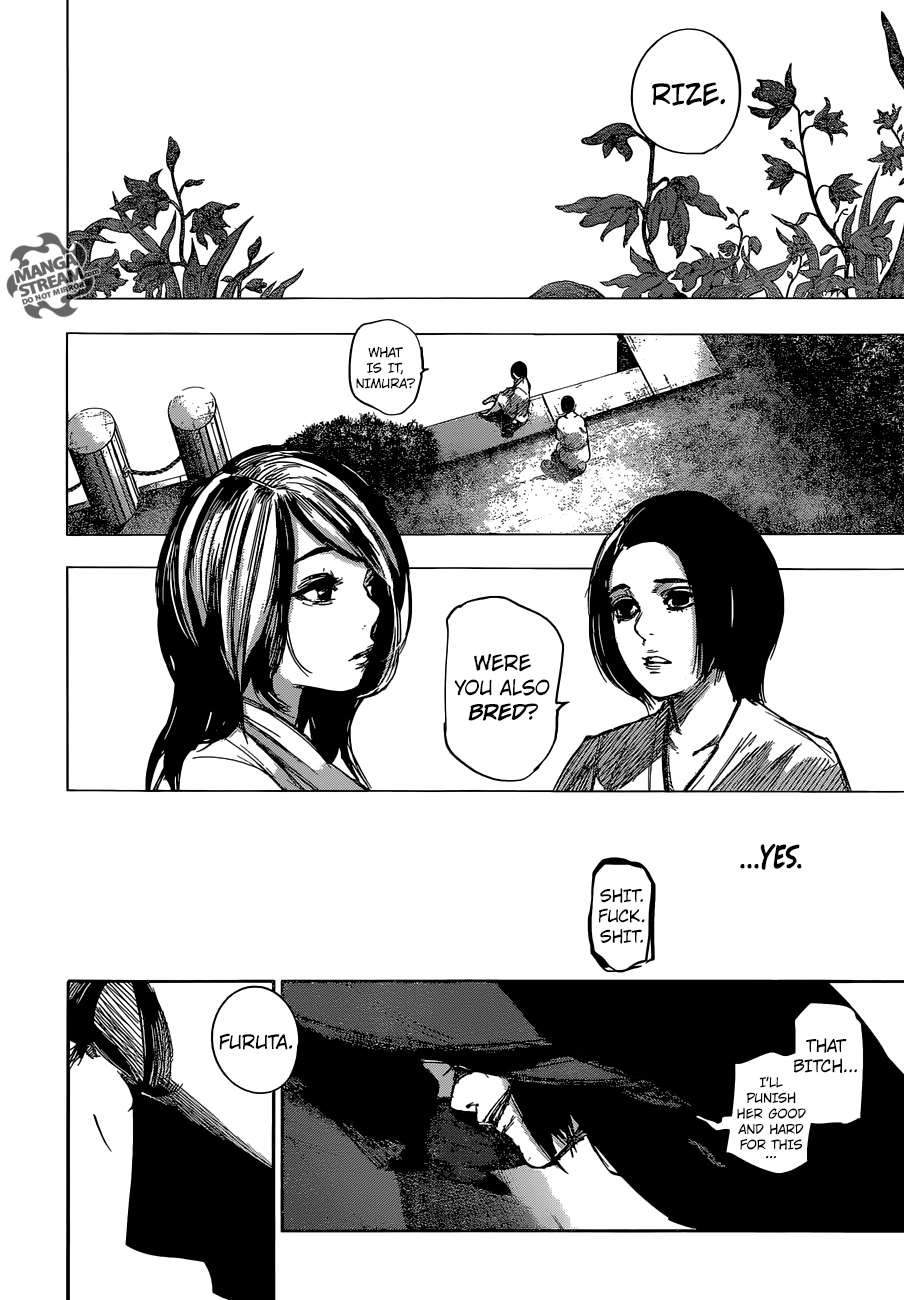 RIZE.
MANGA
STREAM
DO NOT MIRROR
WHAT
IS IT,
NIMURA?
WERE
YOU ALSO
BRED?
...YES.
SHIT.
FUCK.
SHIT.
THAT
BITCH...
I'LL
PUNISH
HER GOOD
AND HARD
FOR THIS
...
FURUTA.